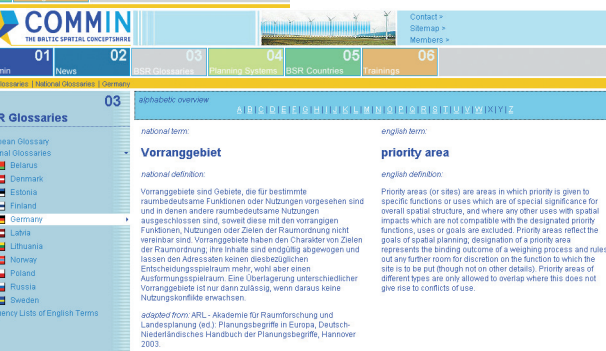 COMMIN
THE BALTIC SPATIAL CONCEPTSHARE
Contact >
Sitemap >
Members >
01
02
03
04
05
06
min
News
BSR Glossaries
Planning Systems
BSR Countries
Trainings
Glossaries | National Glossaries | Germany
03
R Glossaries
ean Glossary
nal Glossaries
Belarus
Denmark
Estonia
Finland
Germany
Latvia
Lithuania
Norway
Poland
Russia
Sweden
uency Lists of English Terms
alphabetic overview
A|B|C|D|E|F|G|H|I|J|K|L|M|N|O|P|Q|R|S|T|U|V|W|X|Y|Z
national term:
Vorranggebiet
national definition:
Vorranggebiete sind Gebiete, die für bestimmte
raumbedeutsame Funktionen oder Nutzungen vorgesehen sind
und in denen andere raumbedeutsame Nutzungen
ausgeschlossen sind, soweit diese mit den vorrangigen
Funktionen, Nutzungen oder Zielen der Raumordnung nicht
vereinbar sind. Vorranggebiete haben den Charakter von Zielen
der Raumordnung; ihre Inhalte sind endgültig abgewogen und
lassen den Adressaten keinen diesbezüglichen
Entscheidungsspielraum mehr, wohl aber einen
Ausformungsspielraum. Eine Überlagerung unterschiedlicher
Vorranggebiete ist nur dann zulässig, wenn daraus keine
Nutzungskonflikte erwachsen.
adapted from: ARL - Akademie für Raumforschung und
Landesplanung (ed.): Planungsbegriffe in Europa, Deutsch-
Niederländisches Handbuch der Planungsbegriffe, Hannover
2003.
english term:
priority area
english definition:
Priority areas (or sites) are areas in which priority is given to
specific functions or uses which are of special significance for
overall spatial structure, and where any other uses with spatial
impacts which are not compatible with the designated priority
functions, uses or goals are excluded. Priority areas reflect the
goals of spatial planning; designation of a priority area
represents the binding outcome of a weighing process and rules
out any further room for discretion on the function to which the
site is to be put (though not on other details). Priority areas of
different types are only allowed to overlap where this does not
give rise to conflicts of use.